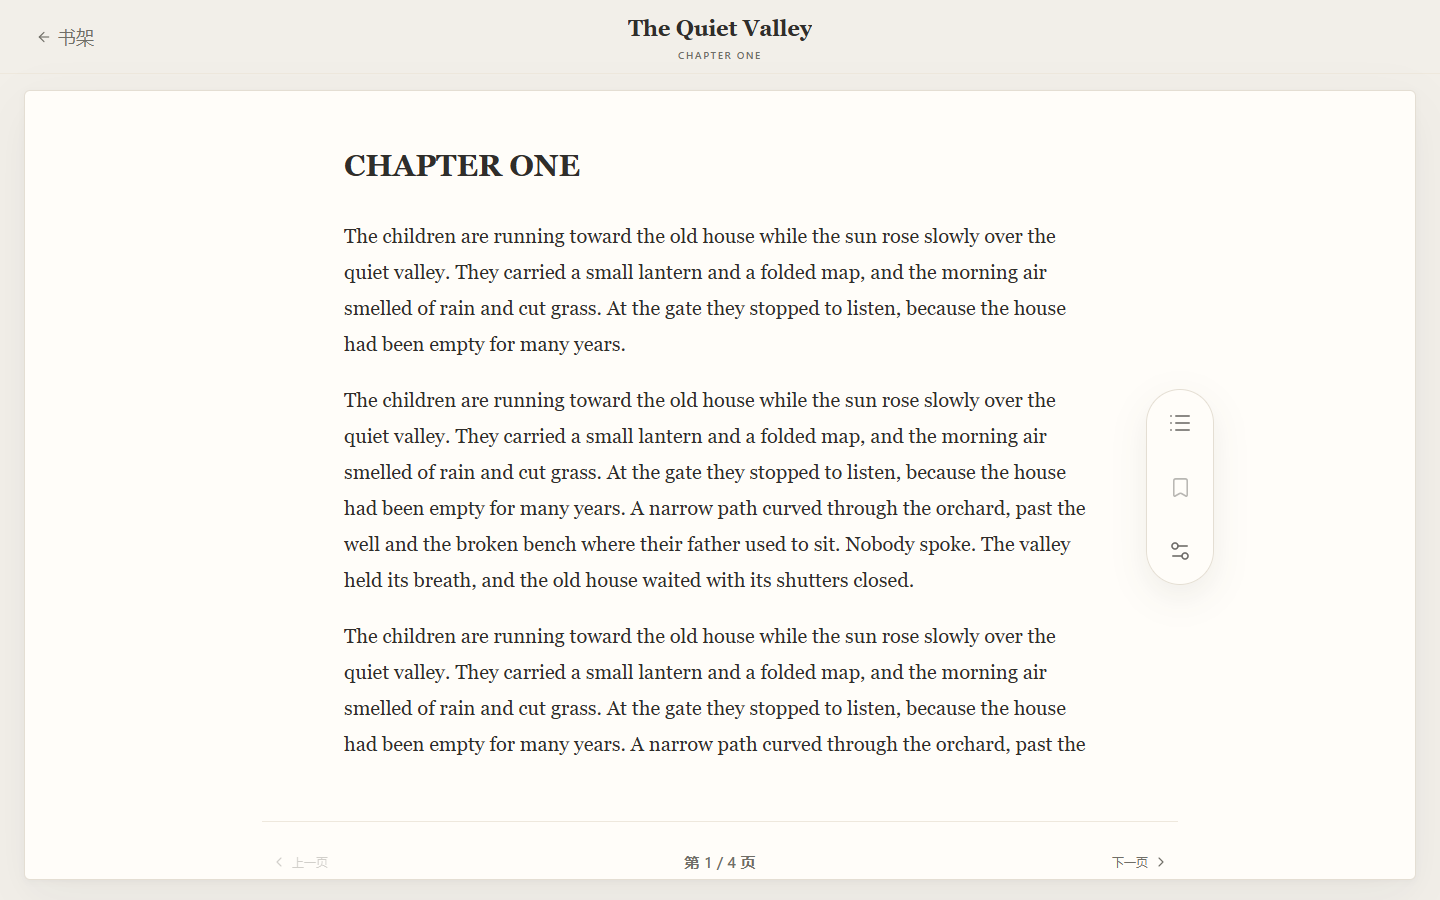 书架
The Quiet Valley
CHAPTER ONE
CHAPTER ONE
The children are running toward the old house while the sun rose slowly over the
quiet valley. They carried a small lantern and a folded map, and the morning air
smelled of rain and cut grass. At the gate they stopped to listen, because the house
had been empty for many years.
The children are running toward the old house while the sun rose slowly over the
quiet valley. They carried a small lantern and a folded map, and the morning air
smelled of rain and cut grass. At the gate they stopped to listen, because the house
had been empty for many years. A narrow path curved through the orchard, past the
well and the broken bench where their father used to sit. Nobody spoke. The valley
held its breath, and the old house waited with its shutters closed.
The children are running toward the old house while the sun rose slowly over the
quiet valley. They carried a small lantern and a folded map, and the morning air
smelled of rain and cut grass. At the gate they stopped to listen, because the house
had been empty for many years. A narrow path curved through the orchard, past the
上一页
第 1 / 4 页
下一页